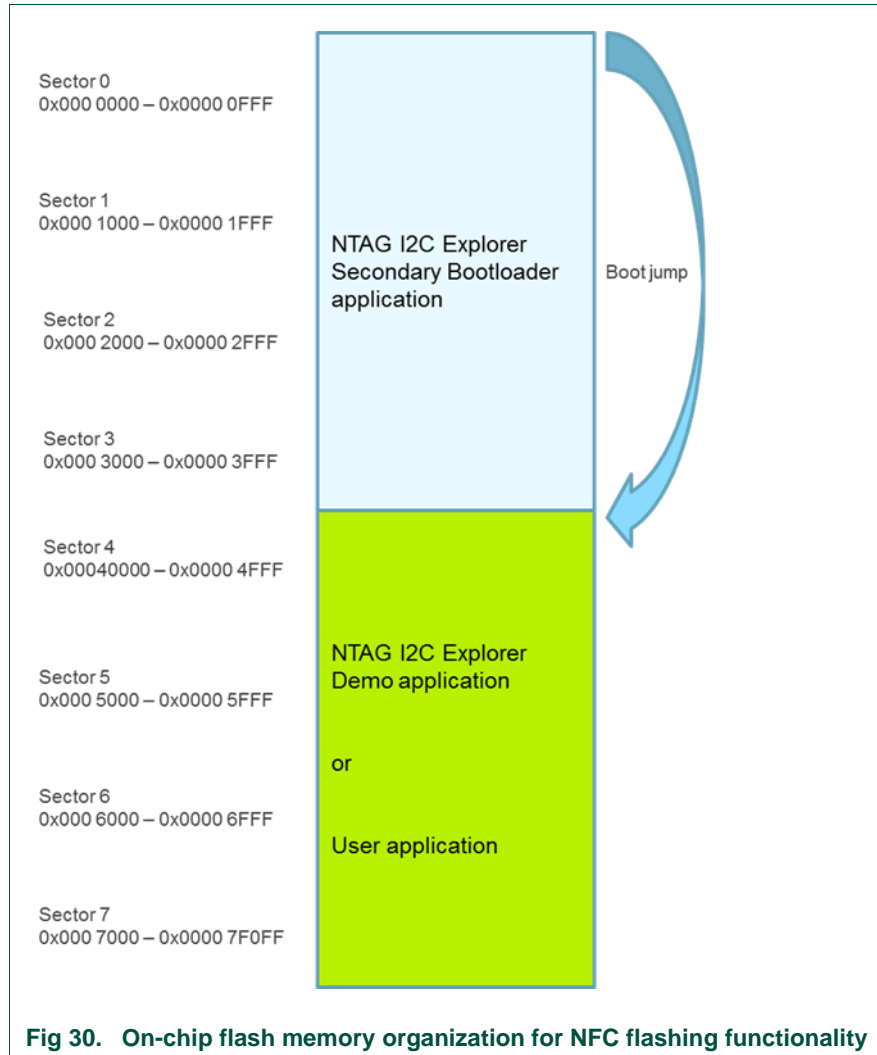 Sector 0
0x000 0000 – 0x0000 0FFF
Sector 1
0x000 1000 – 0x0000 1FFF
Sector 2
0x000 2000 – 0x0000 2FFF
Sector 3
0x000 3000 – 0x0000 3FFF
Sector 4
0x00040000 – 0x0000 4FFF
Sector 5
0x000 5000 – 0x0000 5FFF
Sector 6
0x000 6000 – 0x0000 6FFF
Sector 7
0x000 7000 – 0x0000 7F0FF
NTAG I2C Explorer
Secondary Bootloader
application
Boot jump
NTAG I2C Explorer
Demo application
or
User application
Fig 30. On-chip flash memory organization for NFC flashing functionality